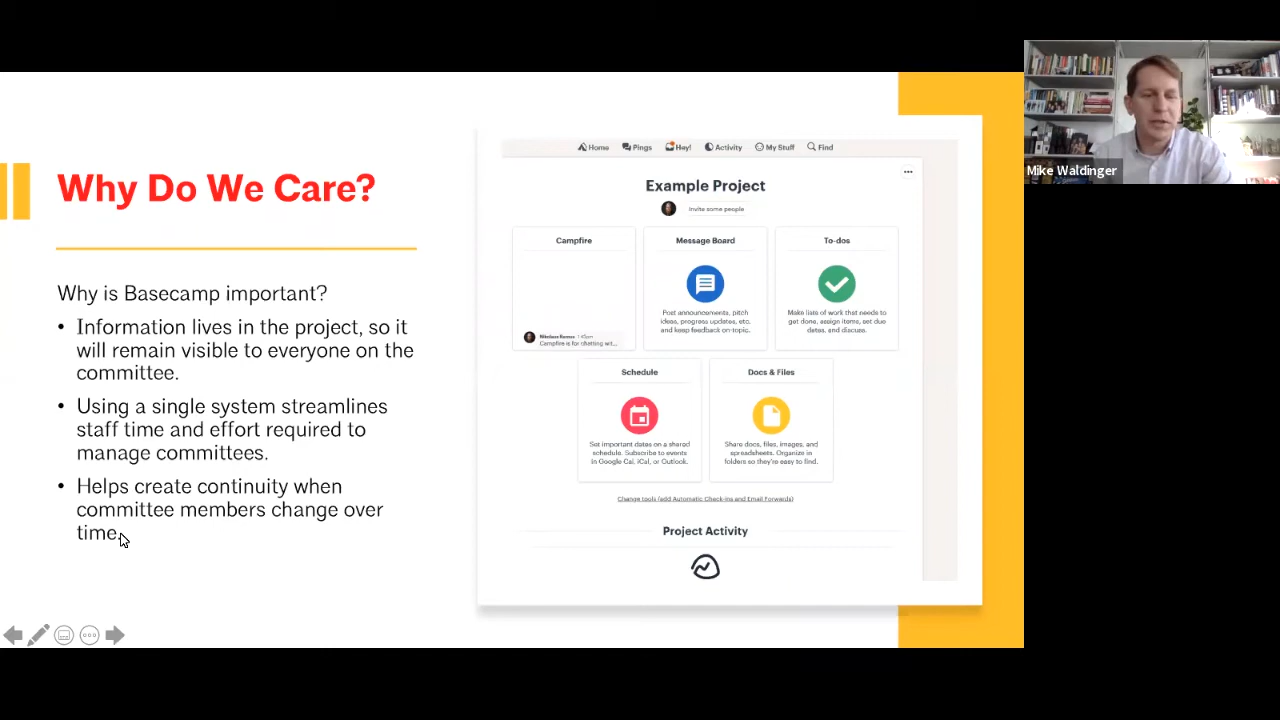 Why Do We Care?
Why is Basecamp important?
• Information lives in the project, so it
will remain visible to everyone on the
committee.
• Using a single system streamlines
staff time and effort required to
manage committees.
• Helps create continuity when
committee members change over
time.
Home Pings Hey! Activity My Stuff Find
Example Project
Invite some people
Campfire
1:40pm
Campfire is for chatting wit...
Message Board
Post announcements, pitch
ideas, progress updates, etc.
and keep feedback on-topic.
To-dos
Make lists of work that needs to
get done, assign items, set due
dates, and discuss.
Schedule
Set important dates on a shared
schedule. Subscribe to events
in Google Cal, iCal, or Outlook.
Docs & Files
Share docs, files, images, and
spreadsheets. Organize in
folders so they're easy to find.
Change tools (add Automatic Check-ins and Email Forwards)
Project Activity
Mike Waldinger